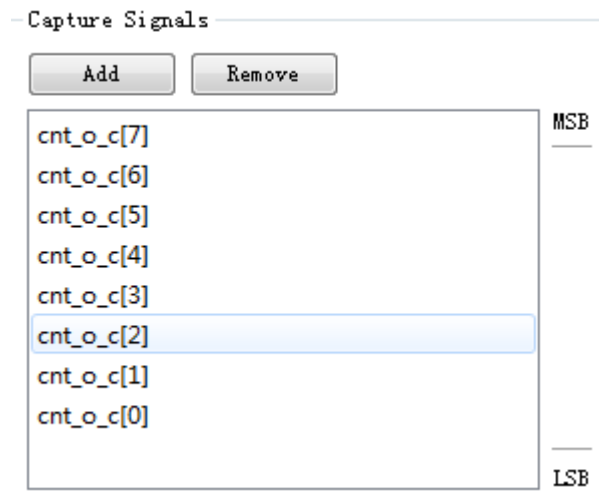 Capture Signals
Add Remove
MSB
cnt_o_c[7]
cnt_o_c[6]
cnt_o_c[5]
cnt_o_c[4]
cnt_o_c[3]
cnt_o_c[2]
cnt_o_c[1]
cnt_o_c[0]
LSB